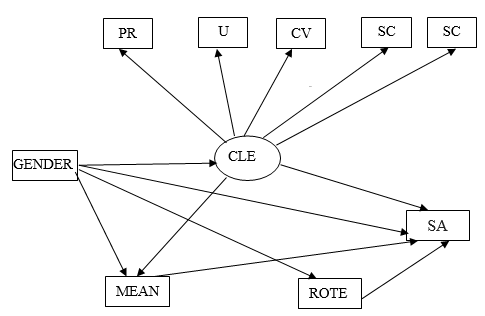 PR
U
CV
SC
SC
CLE
GENDER
SA
MEAN
ROTE